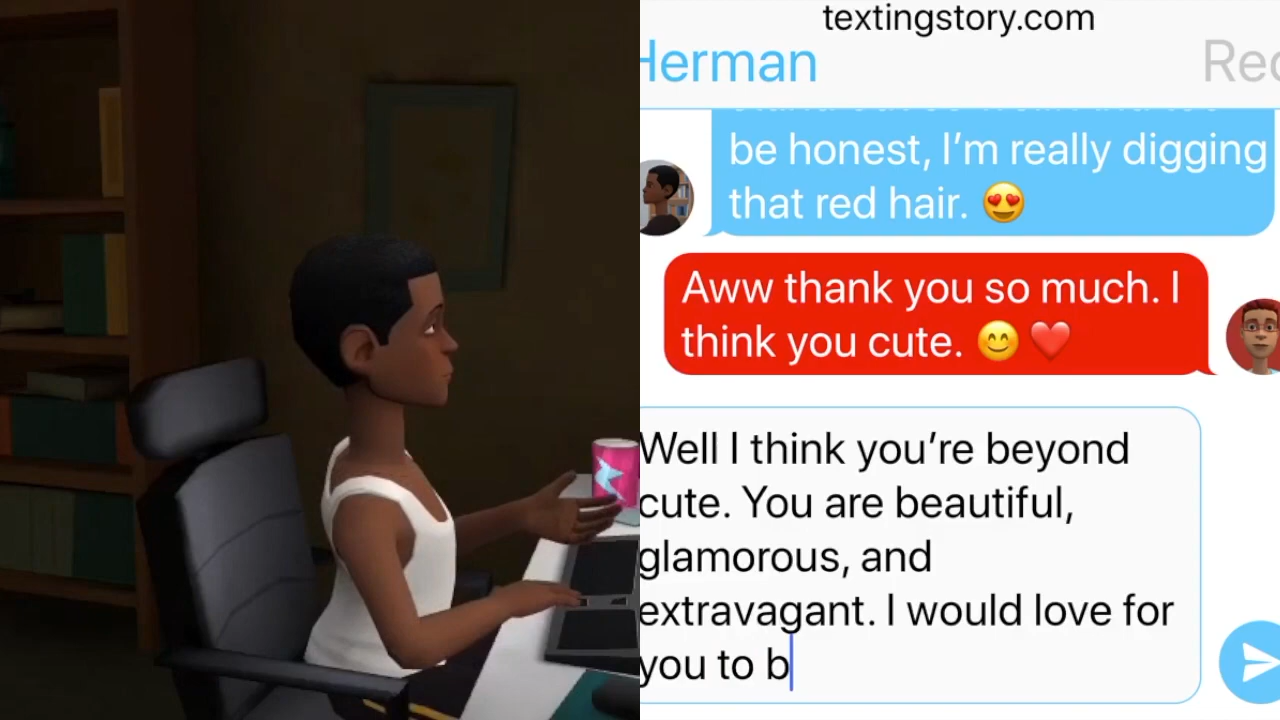 textingstory.com
Herman
Rec
be honest, I’m really digging
that red hair. 😍
Aww thank you so much. I
think you cute. 😊 ❤️
Well I think you’re beyond
cute. You are beautiful,
glamorous, and
extravagant. I would love for
you to b